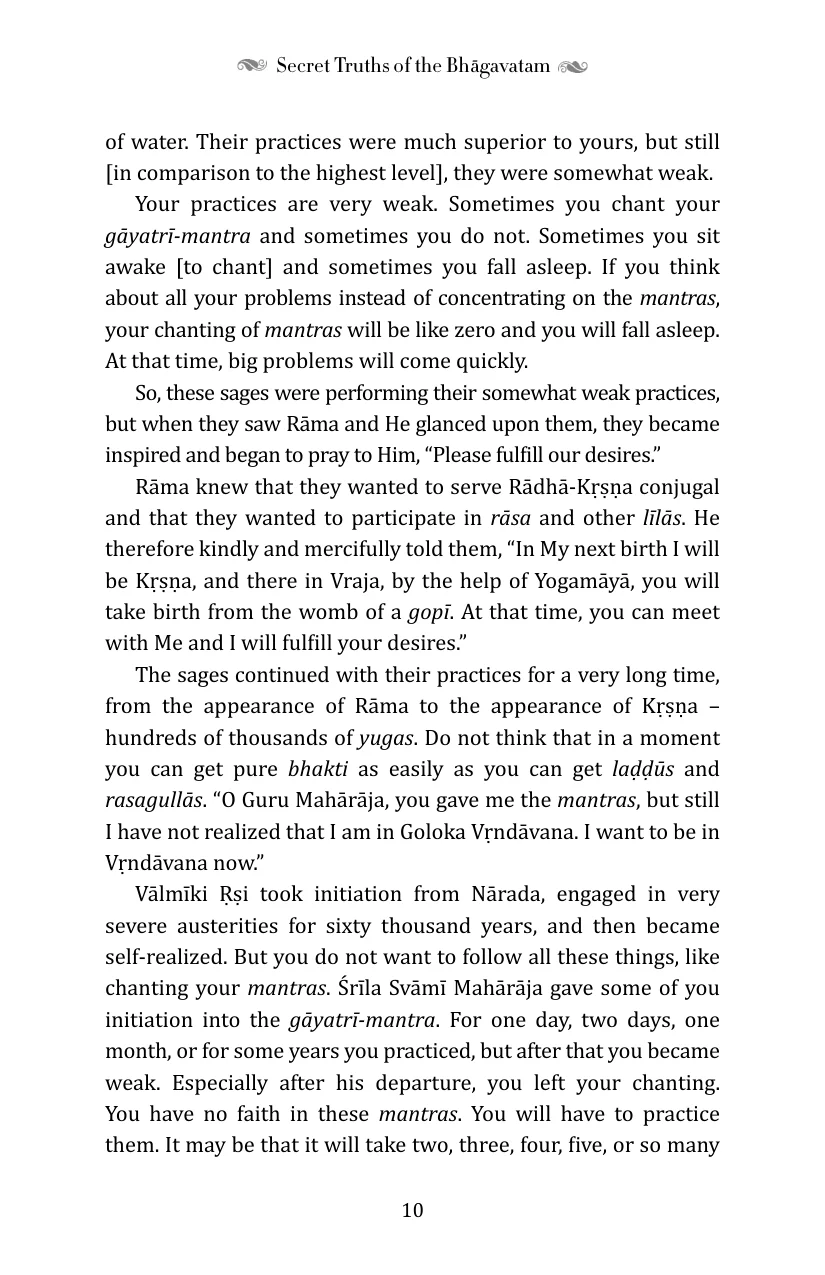 Secret Truths of the Bhāgavatam
of water. Their practices were much superior to yours, but still
[in comparison to the highest level], they were somewhat weak.
Your practices are very weak. Sometimes you chant your
gāyatrī-mantra and sometimes you do not. Sometimes you sit
awake [to chant] and sometimes you fall asleep. If you think
about all your problems instead of concentrating on the mantras,
your chanting of mantras will be like zero and you will fall asleep.
At that time, big problems will come quickly.
So, these sages were performing their somewhat weak practices,
but when they saw Rāma and He glanced upon them, they became
inspired and began to pray to Him, “Please fulfill our desires.”
Rāma knew that they wanted to serve Rādhā-Kṛṣṇa conjugal
and that they wanted to participate in rāsa and other līlās. He
therefore kindly and mercifully told them, “In My next birth I will
be Kṛṣṇa, and there in Vraja, by the help of Yogamāyā, you will
take birth from the womb of a gopī. At that time, you can meet
with Me and I will fulfill your desires.”
The sages continued with their practices for a very long time,
from the appearance of Rāma to the appearance of Kṛṣṇa –
hundreds of thousands of yugas. Do not think that in a moment
you can get pure bhakti as easily as you can get laḍḍūs and
rasagullās. “O Guru Mahārāja, you gave me the mantras, but still
I have not realized that I am in Goloka Vṛndāvana. I want to be in
Vṛndāvana now.”
Vālmīki Ṛṣi took initiation from Nārada, engaged in very
severe austerities for sixty thousand years, and then became
self-realized. But you do not want to follow all these things, like
chanting your mantras. Śrīla Svāmī Mahārāja gave some of you
initiation into the gāyatrī-mantra. For one day, two days, one
month, or for some years you practiced, but after that you became
weak. Especially after his departure, you left your chanting.
You have no faith in these mantras. You will have to practice
them. It may be that it will take two, three, four, five, or so many
10